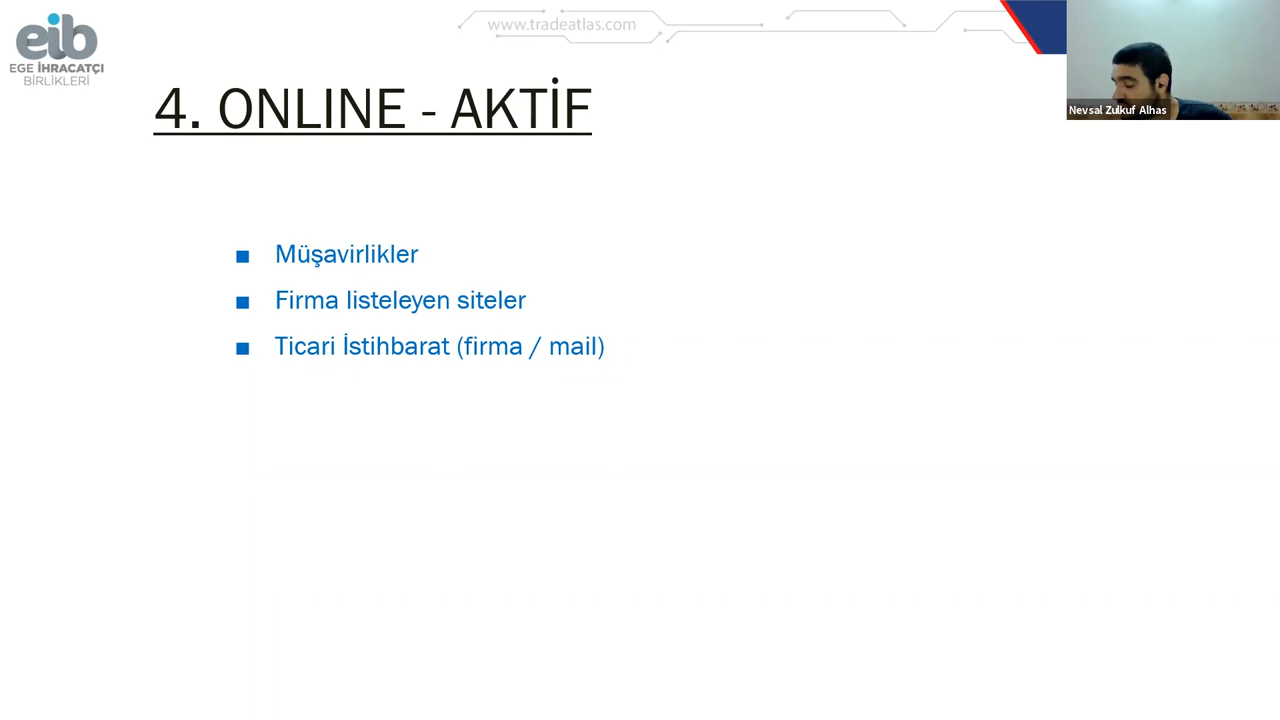 eib
EGE İHRACATÇI
BİRLİKLERİ
www.tradeatlas.com
Nevsal Zulkuf Alhas
4. ONLINE - AKTİF
Müşavirlikler
Firma listeleyen siteler
Ticari İstihbarat (firma / mail)